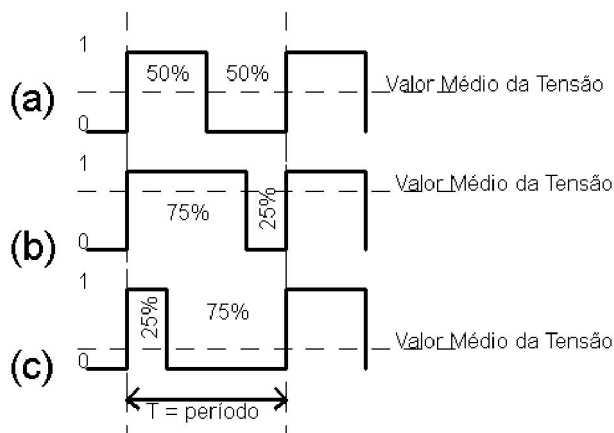 1
50% 50%
Valor Médio da Tensão
(a)
0
1
Valor Médio da Tensão
75% 25%
(b)
0
1
25% 75%
Valor Médio da Tensão
(c)
0
T = período